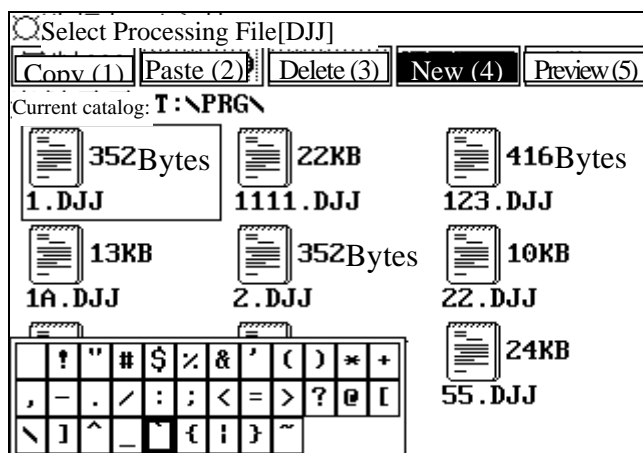 Select Processing File[DJJ]
Copy (1) Paste (2) Delete (3) New (4) Preview (5)
Current catalog: T:\PRG\
352Bytes 22KB 416Bytes
1.DJJ 1111.DJJ 123.DJJ
13KB 352Bytes 10KB
1A.DJJ 2.DJJ 22.DJJ
24KB
55.DJJ
! " # $ % & ' ( ) * +
, - . / : ; < = > ? @ [
\ ] ^ _ ` { | } ~